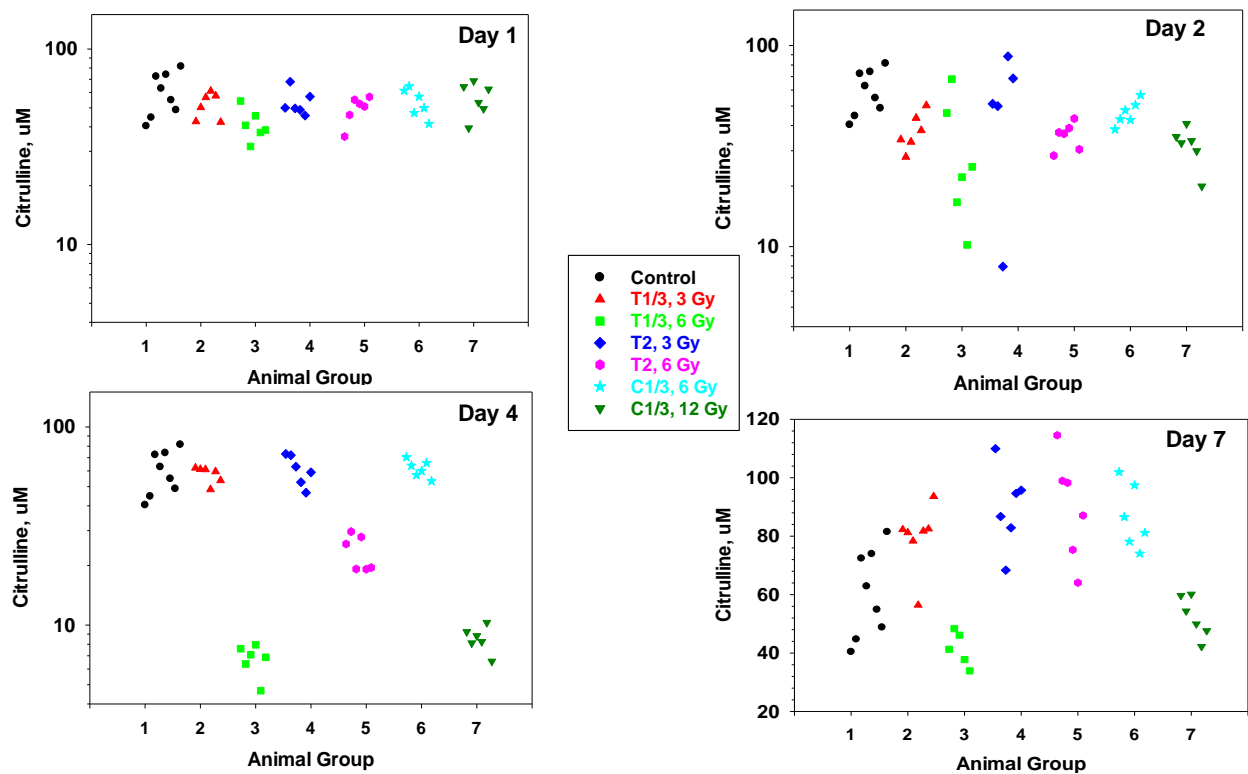 Day 1
100
10
Citrulline, uM
1 2 3 4 5 6 7
Animal Group
Day 2
100
10
Citrulline, uM
1 2 3 4 5 6 7
Animal Group
Control
T1/3, 3 Gy
T1/3, 6 Gy
T2, 3 Gy
T2, 6 Gy
C1/3, 6 Gy
C1/3, 12 Gy
Day 4
100
10
Citrulline, uM
1 2 3 4 5 6 7
Animal Group
Day 7
120
100
80
60
40
20
Citrulline, uM
1 2 3 4 5 6 7
Animal Group